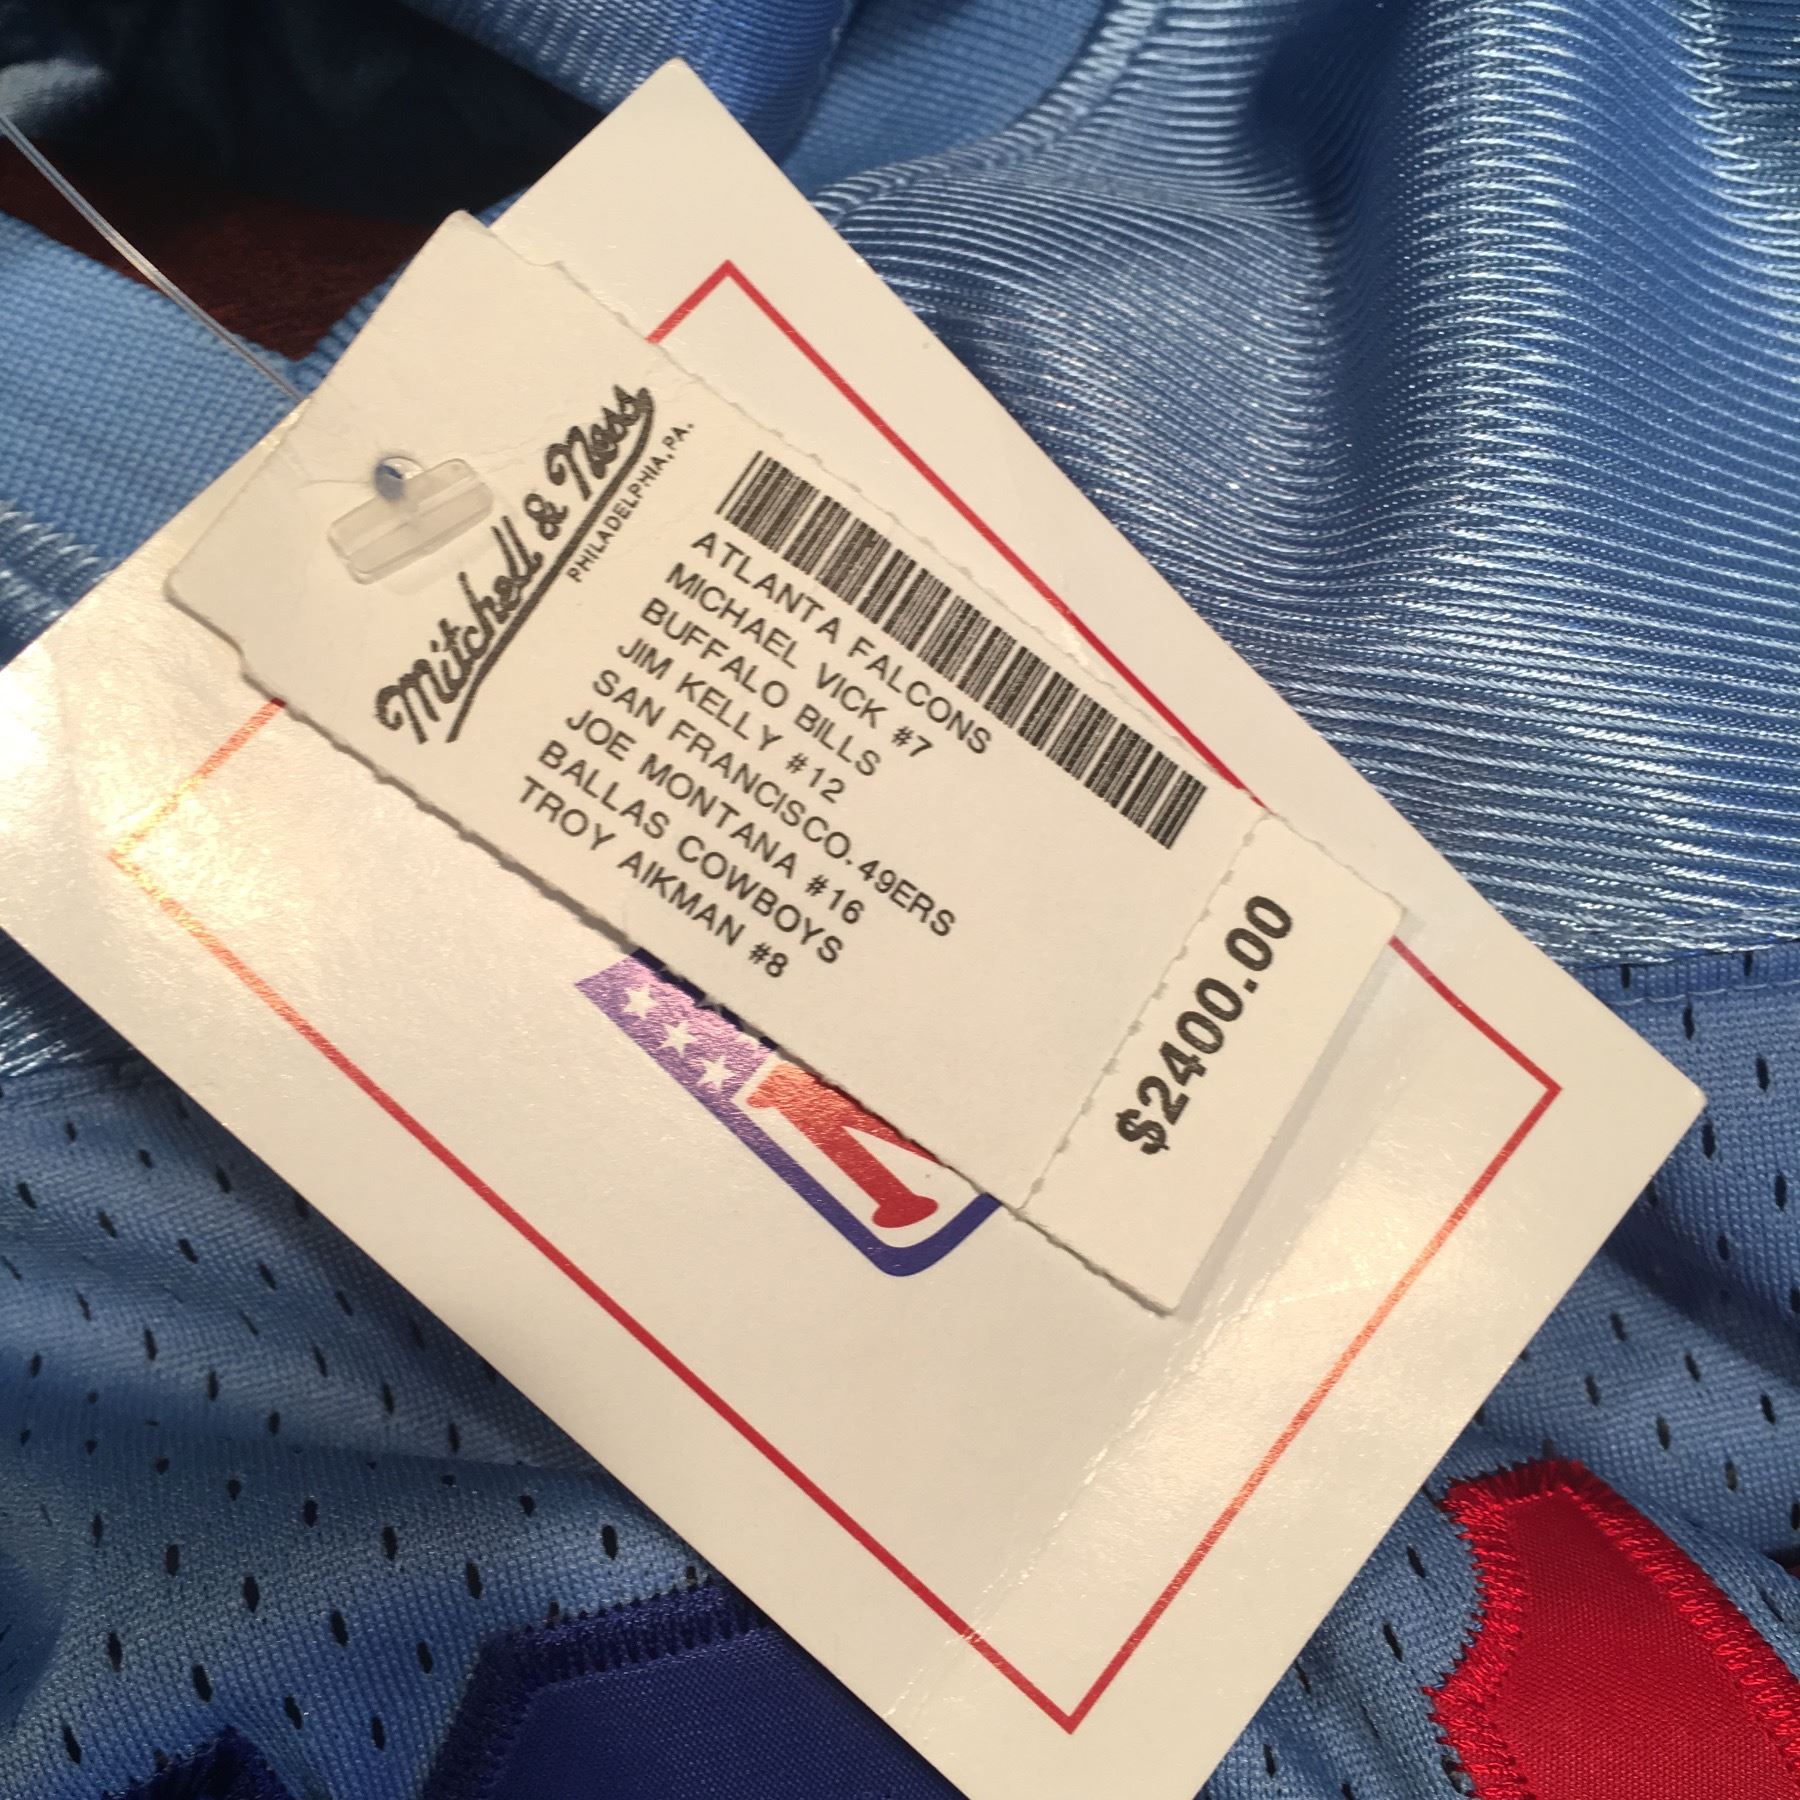 Mitchell & Ness
PHILADELPHIA, PA.
ATLANTA FALCONS
MICHAEL VICK #7
BUFFALO BILLS
JIM KELLY #12
SAN FRANCISCO. 49ERS
JOE MONTANA #16
BALLAS COWBOYS
TROY AIKMAN #8
$2400.00